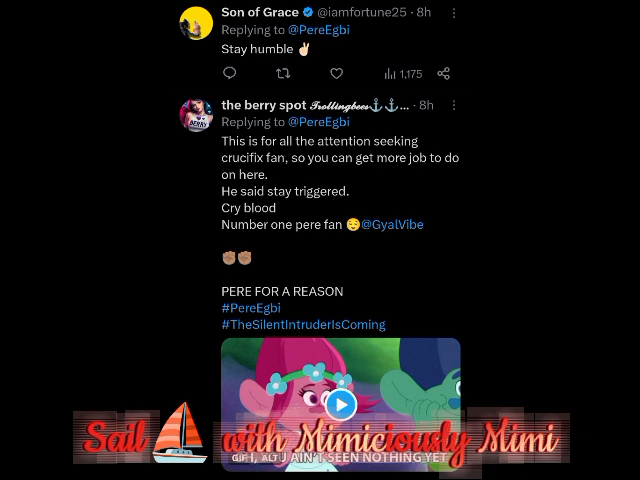 Son of Grace @iamfortune25 · 8h
Replying to @PereEgbi
Stay humble ✌🏻
1,175
the berry spot 𝒯𝓇𝑜𝓁𝓁𝒾𝓃𝑔𝒷𝑒𝑒𝓈⚓⚓... · 8h
Replying to @PereEgbi
BERRY
This is for all the attention seeking
crucifix fan, so you can get more job to do
on here.
He said stay triggered.
Cry blood
Number one pere fan 😌@GyalVibe
✊🏽✊🏽
PERE FOR A REASON
#PereEgbi
#TheSilentIntruderIsComing
Sail ⛵ with Mimiciously Mimi
U AIN'T SEEN NOTHING YET